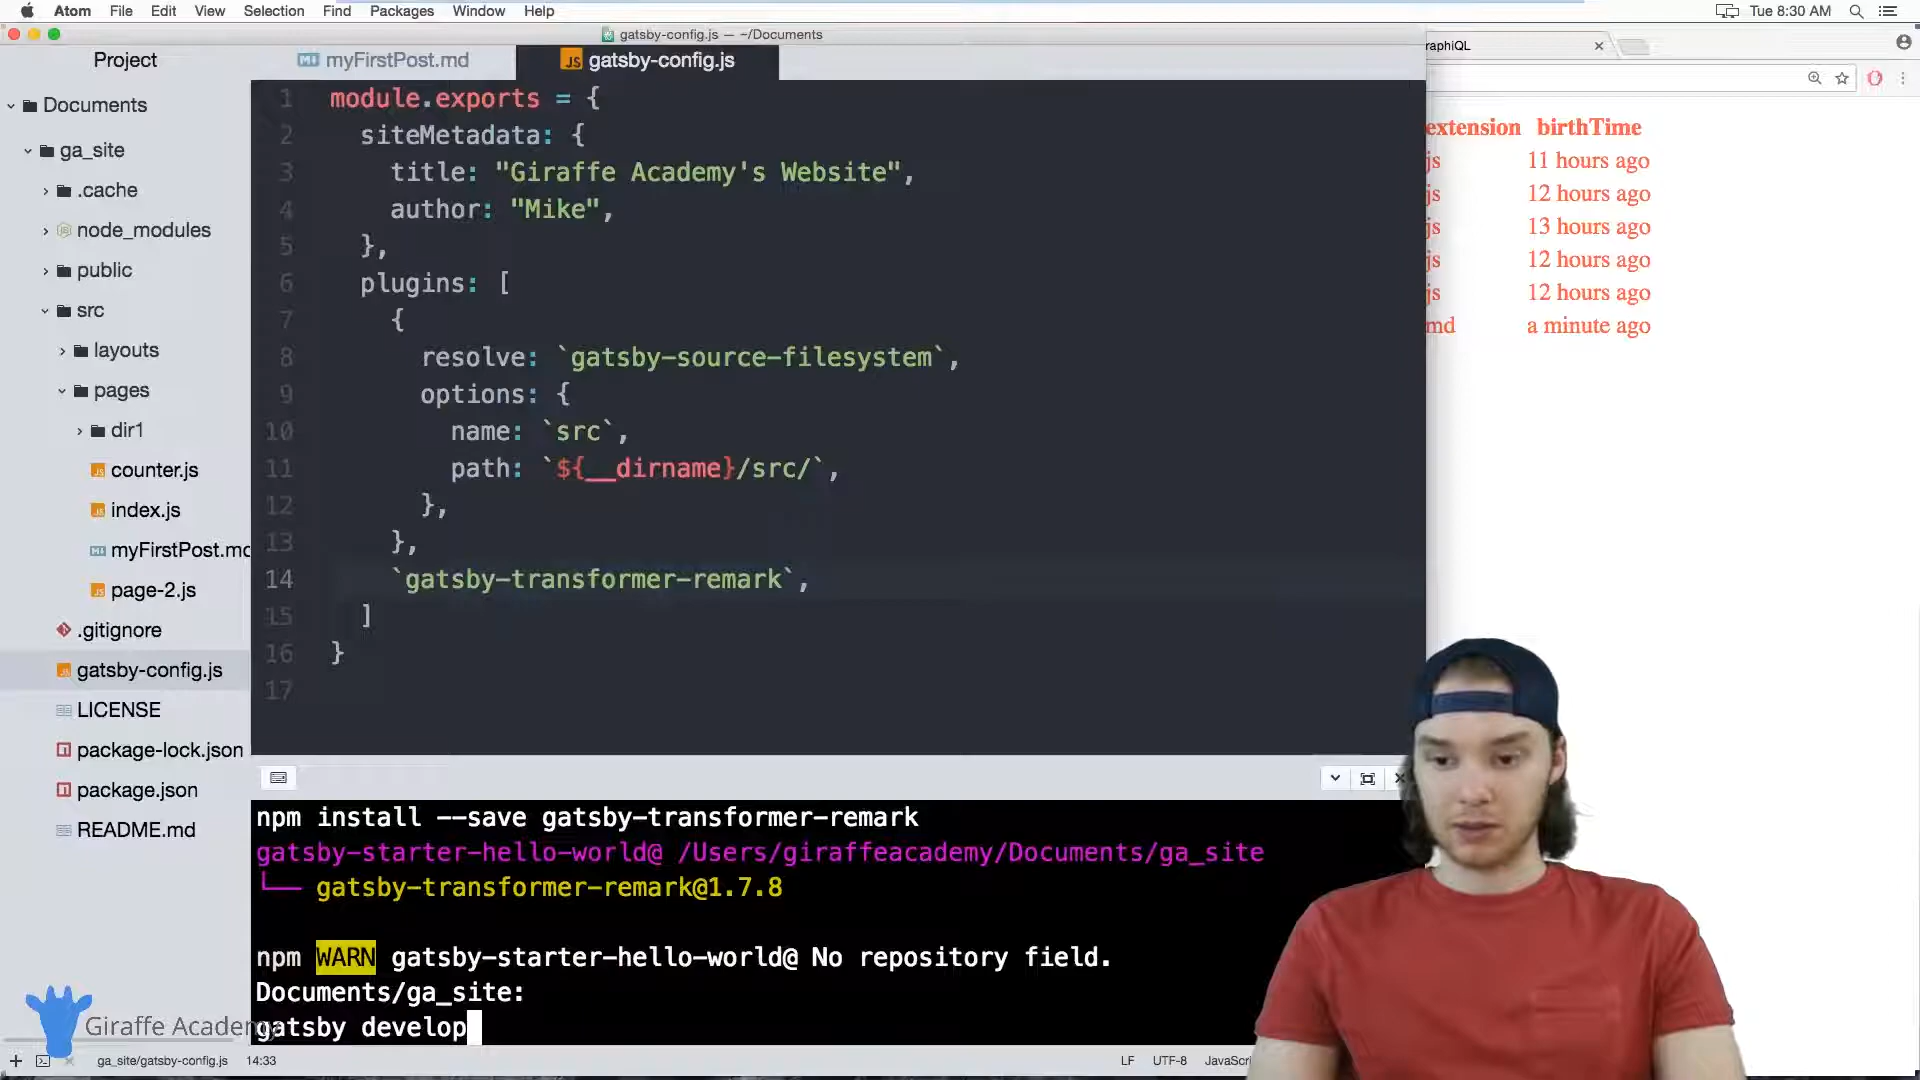 Atom File Edit View Selection Find Packages Window Help
Tue 8:30 AM
gatsby-config.js — ~/Documents
Project
myFirstPost.md
gatsby-config.js
Documents
ga_site
.cache
node_modules
public
src
layouts
pages
dir1
counter.js
index.js
myFirstPost.md
page-2.js
.gitignore
gatsby-config.js
LICENSE
package-lock.json
package.json
README.md
1 module.exports = {
2 siteMetadata: {
3 title: "Giraffe Academy's Website",
4 author: "Mike",
5 },
6 plugins: [
7 {
8 resolve: `gatsby-source-filesystem`,
9 options: {
10 name: `src`,
11 path: `${__dirname}/src/`,
12 },
13 },
14 `gatsby-transformer-remark`,
15 ]
16 }
17
npm install --save gatsby-transformer-remark
gatsby-starter-hello-world@ /Users/giraffeacademy/Documents/ga_site
└── gatsby-transformer-remark@1.7.8
npm WARN gatsby-starter-hello-world@ No repository field.
Documents/ga_site:
gatsby develop
Giraffe Academy
ga_site/gatsby-config.js 14:33
LF UTF-8 JavaScri
raphiQL
extension birthTime
js 11 hours ago
js 12 hours ago
js 13 hours ago
js 12 hours ago
js 12 hours ago
md a minute ago